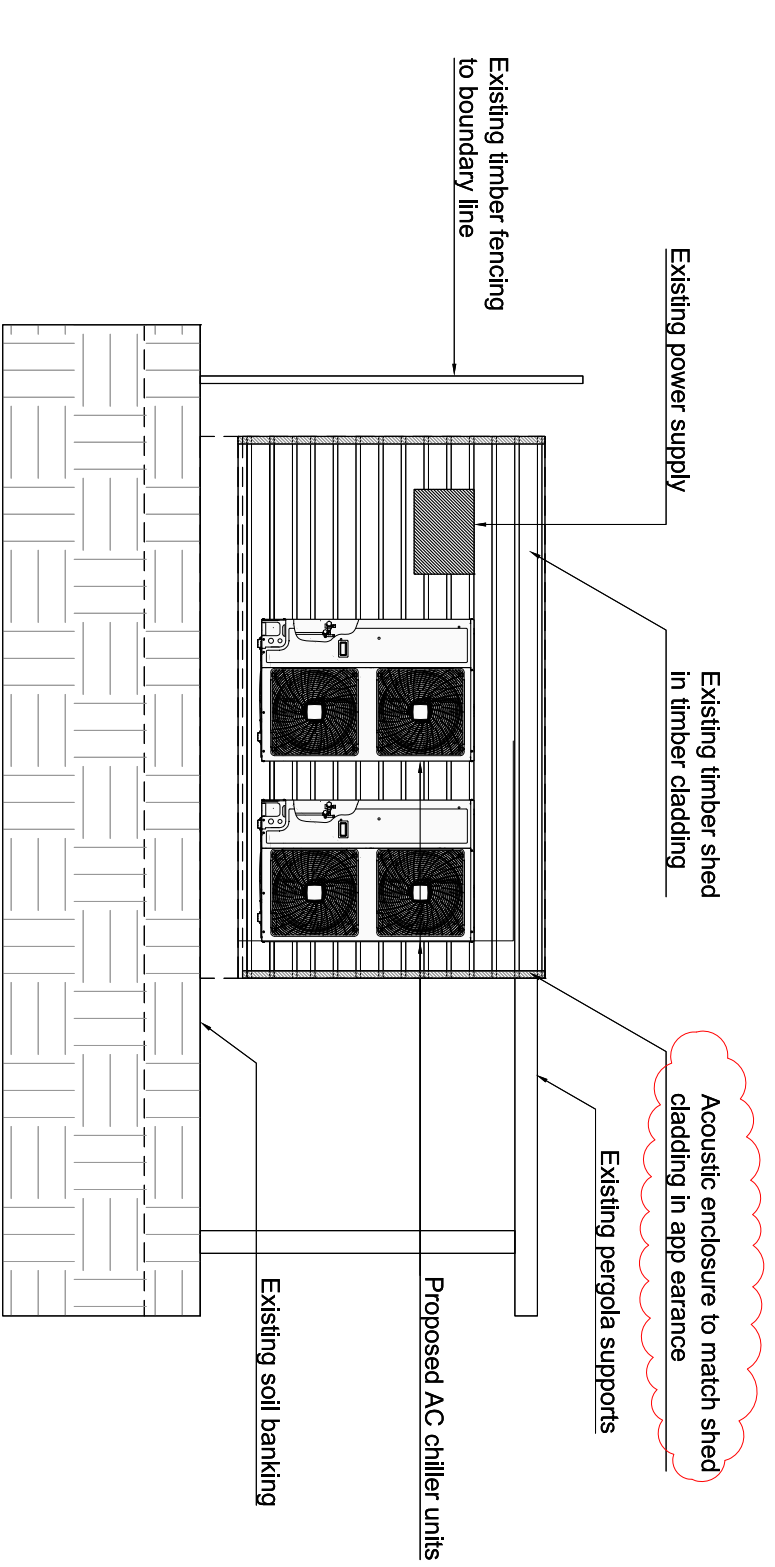 Existing timber fencing
to boundary line
Existing power supply
Existing timber shed
in timber cladding
Acoustic enclosure to match shed
cladding in app earance
Existing pergola supports
Proposed AC chiller units
Existing soil banking